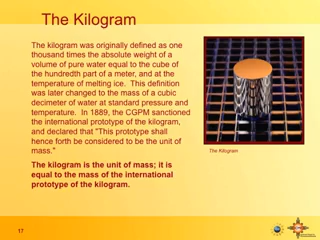 The Kilogram
The kilogram was originally defined as one
thousand times the absolute weight of a
volume of pure water equal to the cube of
the hundredth part of a meter, and at the
temperature of melting ice. This definition
was later changed to the mass of a cubic
decimeter of water at standard pressure and
temperature. In 1889, the CGPM sanctioned
the international prototype of the kilogram,
and declared that "This prototype shall
hence forth be considered to be the unit of
mass."
The kilogram is the unit of mass; it is
equal to the mass of the international
prototype of the kilogram.
The Kilogram
17